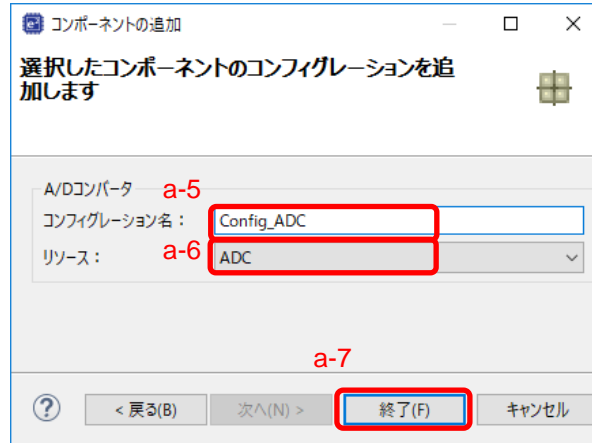 コンポーネントの追加
選択したコンポーネントのコンフィグレーションを追
加します
A/Dコンバータ
a-5
コンフィグレーション名：
Config_ADC
リソース：
a-6
ADC
a-7
< 戻る(B)
次へ(N) >
終了(F)
キャンセル